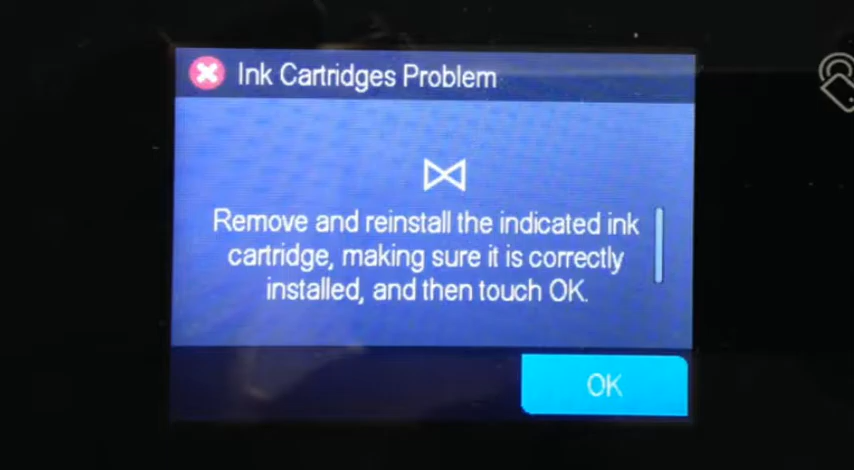 Ink Cartridges Problem
Remove and reinstall the indicated ink
cartridge, making sure it is correctly
installed, and then touch OK.
OK